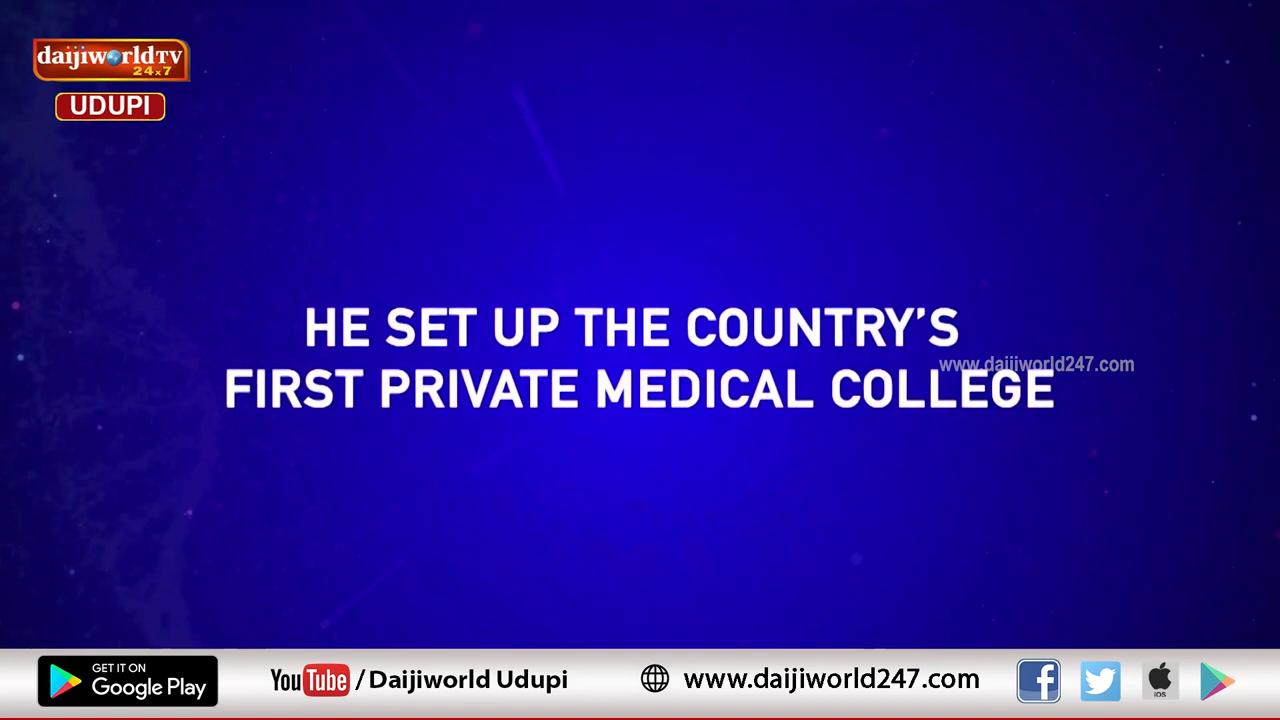 daijiworldTV
24x7
UDUPI
HE SET UP THE COUNTRY'S
www.daijiworld247.com
FIRST PRIVATE MEDICAL COLLEGE
GET IT ON
Google Play
YouTube /Daijiworld Udupi
www.daijiworld247.com
iOS